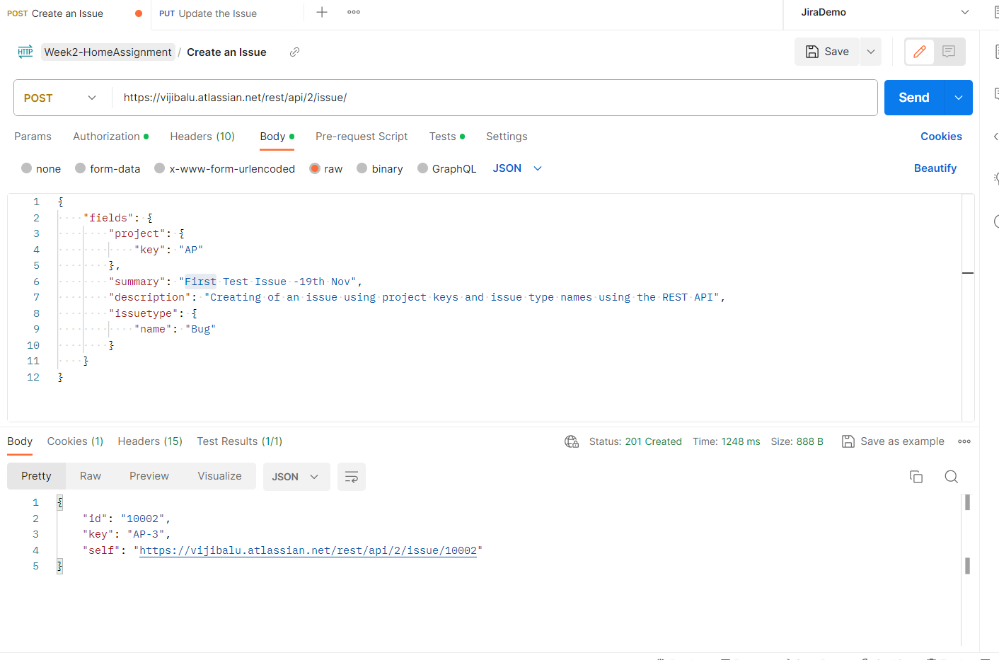 POST Create an Issue
PUT Update the Issue
JiraDemo
HTTP Week2-HomeAssignment / Create an Issue
Save
POST
https://vijibalu.atlassian.net/rest/api/2/issue/
Send
Params Authorization Headers (10) Body Pre-request Script Tests Settings Cookies
none form-data x-www-form-urlencoded raw binary GraphQL JSON Beautify
1 {
2 "fields": {
3 "project": {
4 "key": "AP"
5 },
6 "summary": "First Test Issue -19th Nov",
7 "description": "Creating of an issue using project keys and issue type names using the REST API",
8 "issuetype": {
9 "name": "Bug"
10 }
11 }
12 }
Body Cookies (1) Headers (15) Test Results (1/1) Status: 201 Created Time: 1248 ms Size: 888 B Save as example
Pretty Raw Preview Visualize JSON
1 {
2 "id": "10002",
3 "key": "AP-3",
4 "self": "https://vijibalu.atlassian.net/rest/api/2/issue/10002"
5 }